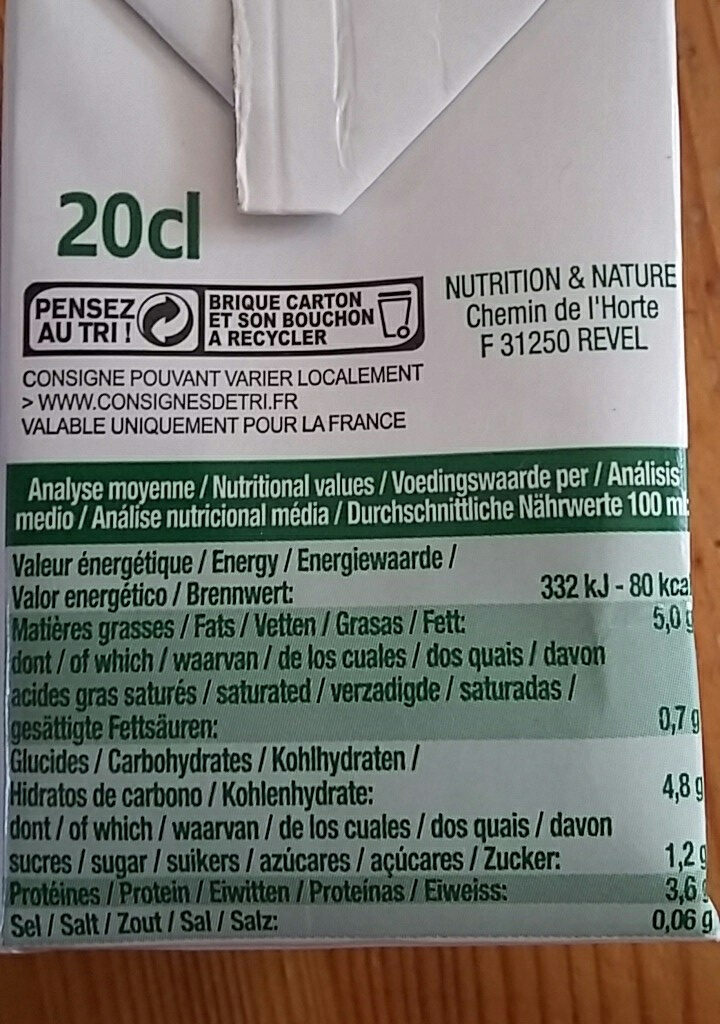 20cl
PENSEZ
AU TRI !
BRIQUE CARTON
ET SON BOUCHON
À RECYCLER
NUTRITION & NATURE
Chemin de l'Horte
F 31250 REVEL
CONSIGNE POUVANT VARIER LOCALEMENT
> WWW.CONSIGNESDETRI.FR
VALABLE UNIQUEMENT POUR LA FRANCE
Analyse moyenne / Nutritional values / Voedingswaarde per / Análisis
medio / Análise nutricional média / Durchschnittliche Nährwerte 100 ml:
Valeur énergétique / Energy / Energiewaarde /
Valor energético / Brennwert: 332 kJ - 80 kcal
Matières grasses / Fats / Vetten / Grasas / Fett: 5,0 g
dont / of which / waarvan / de los cuales / dos quais / davon
acides gras saturés / saturated / verzadigde / saturadas /
gesättigte Fettsäuren: 0,7 g
Glucides / Carbohydrates / Kohlhydraten /
Hidratos de carbono / Kohlenhydrate: 4,8 g
dont / of which / waarvan / de los cuales / dos quais / davon
sucres / sugar / suikers / azúcares / açúcares / Zucker: 1,2 g
Protéines / Protein / Eiwitten / Proteínas / Eiweiss: 3,6 g
Sel / Salt / Zout / Sal / Salz: 0,06 g